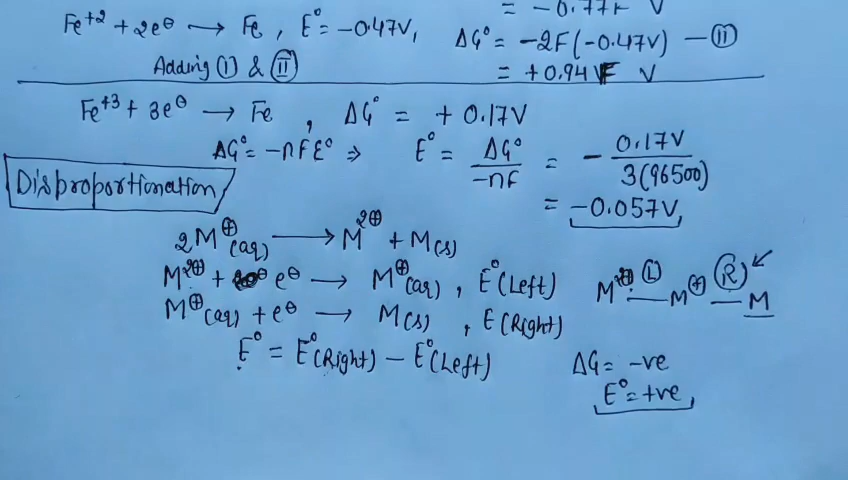 = -0.77F V
Fe⁺² + 2e⊖ → Fe, E° = -0.47V, ΔG° = -2F(-0.47V) — Ⅱ
Adding Ⅰ & Ⅱ = +0.94 F V
Fe⁺³ + 3e⊖ → Fe, ΔG° = + 0.17V
ΔG° = -nFE° ⇒ E° = ΔG°/-nF = - 0.17V/3(96500)
Disproportionation = -0.057V,
2M⊕(aq) → M²⊕ + M(s)
M²⊕ + e⊖ → M⊕(aq), E°(Left) M²⊕ —Ⓛ— M⊕ —Ⓡ— M
M⊕(aq) + e⊖ → M(s), E(Right)
E° = E°(Right) - E°(Left) ΔG = -ve
E° = +ve,